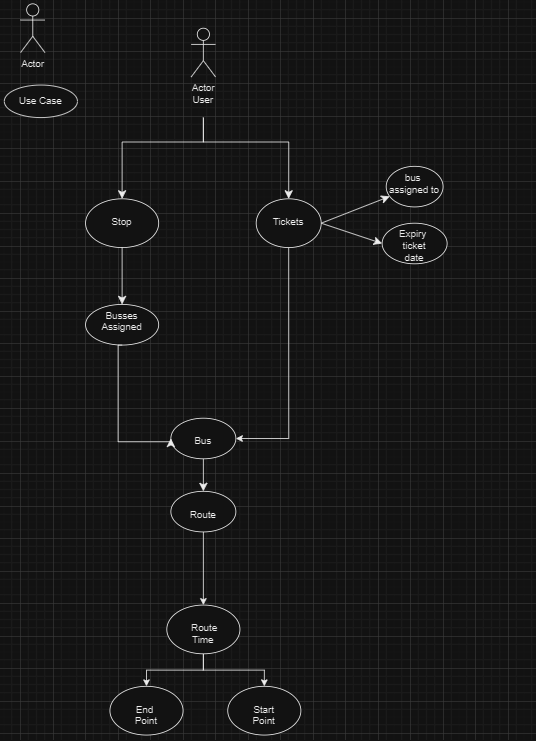 Actor
Use Case
Actor
User
Stop
Tickets
bus
assigned to
Expiry
ticket
date
Busses
Assigned
Bus
Route
Route
Time
End
Point
Start
Point